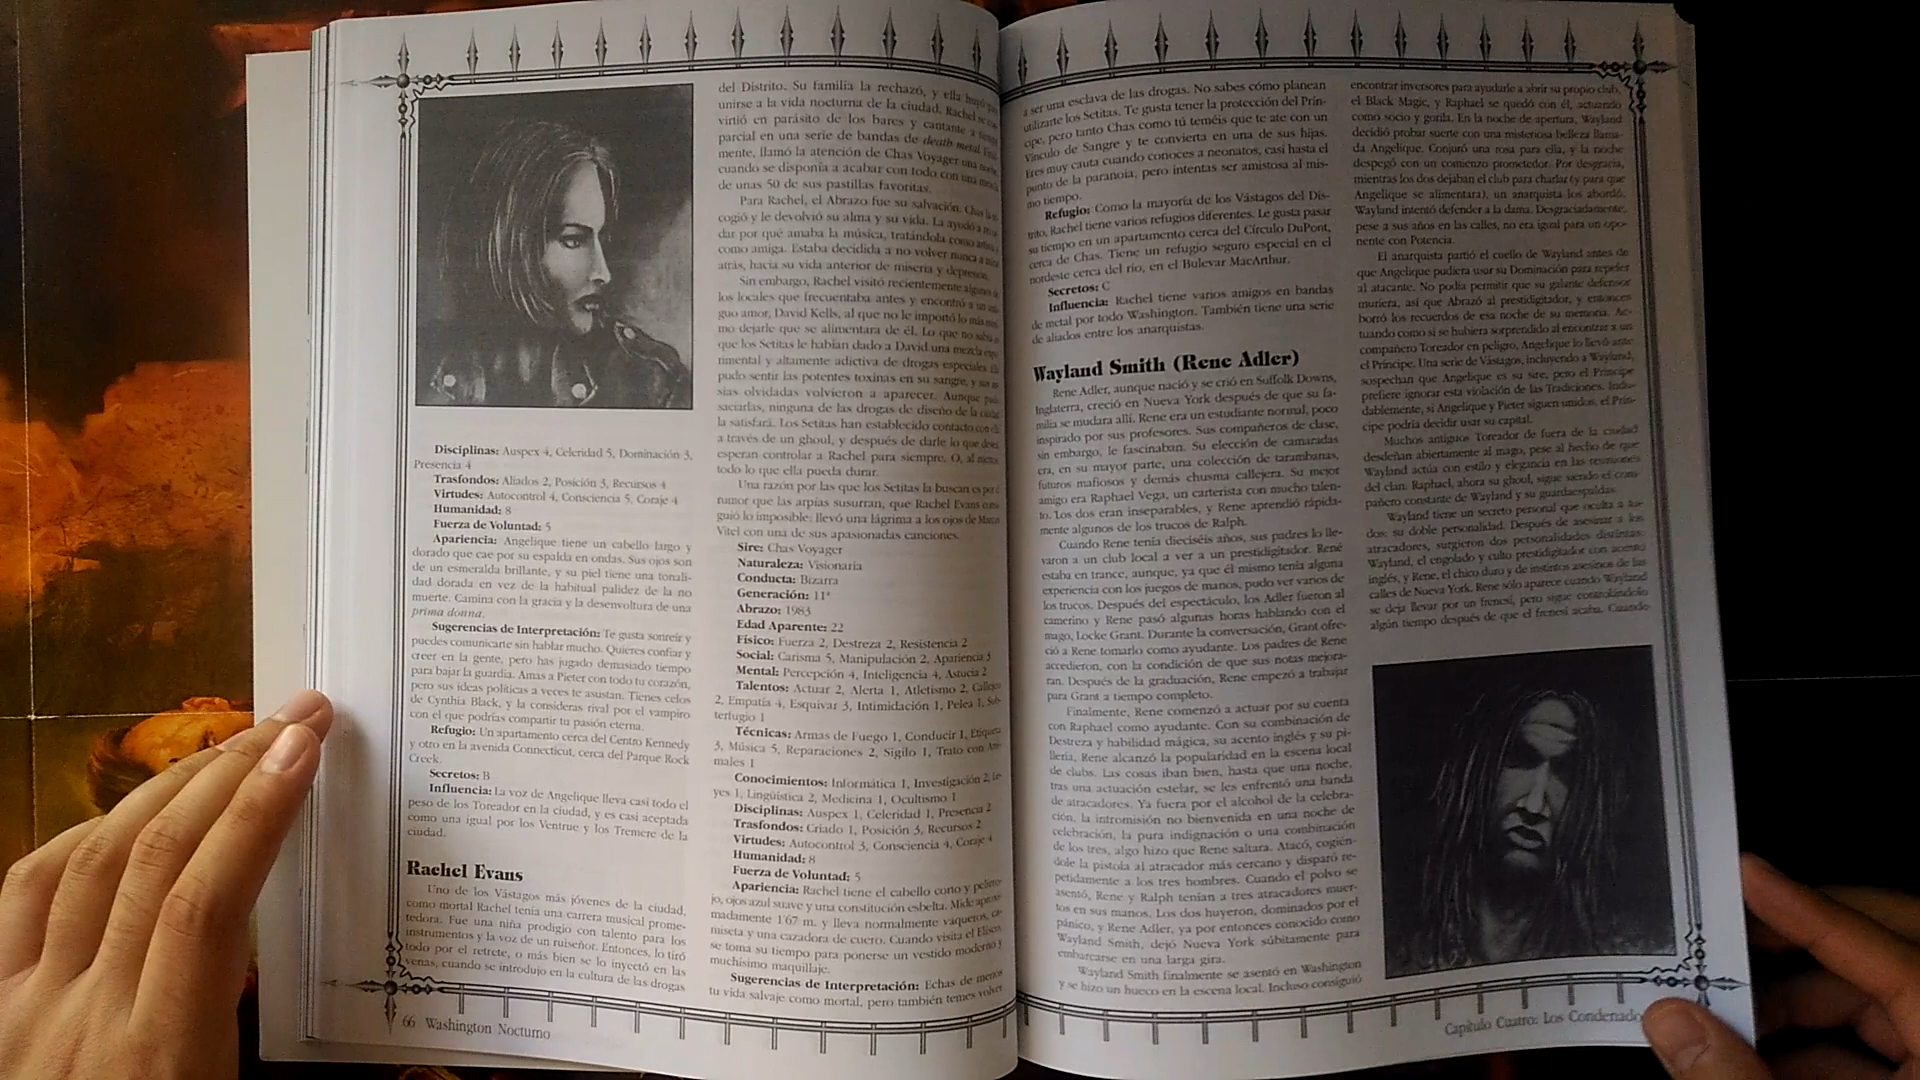 Disciplinas: Auspex 4, Celeridad 5, Dominación 3,
Presencia 4
Trasfondos: Aliados 2, Posición 3, Recursos 4
Virtudes: Autocontrol 4, Consciencia 5, Coraje 4
Humanidad: 8
Fuerza de Voluntad: 5
Apariencia: Angelique tiene un cabello largo y
dorado que cae por su espalda en ondas. Sus ojos son
de un esmeralda brillante, y su piel tiene una tonali-
dad dorada en vez de la habitual palidez de la no
muerte. Camina con la gracia y la desenvoltura de una
prima donna.
Sugerencias de Interpretación: Te gusta sonreír y
puedes comunicarte sin hablar mucho. Quieres confiar y
creer en la gente, pero has jugado demasiado tiempo
para bajar la guardia. Amas a Pieter con todo tu corazón,
pero sus ideas políticas a veces te asustan. Tienes celos
de Cynthia Black, y la consideras rival por el vampiro
con el que podrías compartir tu pasión eterna.
Refugio: Un apartamento cerca del Centro Kennedy
y otro en la avenida Connecticut, cerca del Parque Rock
Creek.
Secretos: B
Influencia: La voz de Angelique lleva casi todo el
peso de los Toreador en la ciudad, y es casi aceptada
como una igual por los Ventrue y los Tremere de la
ciudad.
Rachel Evans
Uno de los Vástagos más jóvenes de la ciudad,
como mortal Rachel tenía una carrera musical prome-
tedora. Fue una niña prodigio con talento para los
instrumentos y la voz de un ruiseñor. Entonces, lo tiró
todo por el retrete, o más bien se lo inyectó en las
venas, cuando se introdujo en la cultura de las drogas
66 Washington Nocturno
del Distrito. Su familia la rechazó, y ella huyó
unirse a la vida nocturna de la ciudad. Rachel se
virtió en parásito de los bares y cantante a
parcial en una serie de bandas de death metal.
mente, llamó la atención de Chas Voyager una noche,
cuando se disponía a acabar con todo con una
de unas 50 de sus pastillas favoritas.
Para Rachel, el Abrazo fue su salvación. Chas la
cogió y le devolvió su alma y su vida. La ayudó a
dar por qué amaba la música, tratándola como
como amiga. Estaba decidida a no volver nunca
atrás, hacia su vida anterior de miseria y depresión.
Sin embargo, Rachel visitó recientemente algunos
los locales que frecuentaba antes y encontró a un
guo amor, David Kells, al que no le importó lo más
mo dejarle que se alimentara de él. Lo que no sabía
que los Setitas le habían dado a David una mezcla
rimental y altamente adictiva de drogas especiales.
pudo sentir las potentes toxinas en su sangre, y sus
sias olvidadas volvieron a aparecer. Aunque
saciarlas, ninguna de las drogas de diseño de la
la satisfará. Los Setitas han establecido contacto con
a través de un ghoul, y después de darle lo que
esperan controlar a Rachel para siempre. O, al menos,
todo lo que ella pueda durar.
Una razón por las que los Setitas la buscan es por
rumor que las arpías susurran, que Rachel Evans
guió lo imposible: llevó una lágrima a los ojos de Marcus
Vitel con una de sus apasionadas canciones.
Sire: Chas Voyager
Naturaleza: Visionaria
Conducta: Bizarra
Generación: 11ª
Abrazo: 1983
Edad Aparente: 22
Físico: Fuerza 2, Destreza 2, Resistencia 2
Social: Carisma 5, Manipulación 2, Apariencia 3
Mental: Percepción 4, Inteligencia 4, Astucia 2
Talentos: Actuar 2, Alerta 1, Atletismo 2, Callejeo
2, Empatía 4, Esquivar 3, Intimidación 1, Pelea 1, Sub-
terfugio 1
Técnicas: Armas de Fuego 1, Conducir 1, Etiqueta
3, Música 5, Reparaciones 2, Sigilo 1, Trato con Ani-
males 1
Conocimientos: Informática 1, Investigación 2, Le-
yes 1, Lingüística 2, Medicina 1, Ocultismo 1
Disciplinas: Auspex 1, Celeridad 1, Presencia 2
Trasfondos: Criado 1, Posición 3, Recursos 2
Virtudes: Autocontrol 3, Consciencia 4, Coraje 4
Humanidad: 8
Fuerza de Voluntad: 5
Apariencia: Rachel tiene el cabello corto y pelirro-
jo, ojos azul suave y una constitución esbelta. Mide aproxi-
madamente 1'67 m. y lleva normalmente vaqueros, ca-
miseta y una cazadora de cuero. Cuando visita el Elíseo
se toma su tiempo para ponerse un vestido moderno y
muchísimo maquillaje.
Sugerencias de Interpretación: Echas de menos
tu vida salvaje como mortal, pero también temes volver
a ser una esclava de las drogas. No sabes cómo planean
utilizarte los Setitas. Te gusta tener la protección del Prín-
cipe, pero tanto Chas como tú teméis que te ate con un
Vínculo de Sangre y te convierta en una de sus hijas.
Eres muy cauta cuando conoces a neonatos, casi hasta el
punto de la paranoia, pero intentas ser amistosa al mis-
mo tiempo.
Refugio: Como la mayoría de los Vástagos del Dis-
trito, Rachel tiene varios refugios diferentes. Le gusta pasar
su tiempo en un apartamento cerca del Círculo DuPont,
cerca de Chas. Tiene un refugio seguro especial en el
nordeste cerca del río, en el Bulevar MacArthur.
Secretos: C
Influencia: Rachel tiene varios amigos en bandas
de metal por todo Washington. También tiene una serie
de aliados entre los anarquistas.
Wayland Smith (Rene Adler)
Rene Adler, aunque nació y se crió en Suffolk Downs,
Inglaterra, creció en Nueva York después de que su fa-
milia se mudara allí. Rene era un estudiante normal, poco
inspirado por sus profesores. Sus compañeros de clase,
sin embargo, le fascinaban. Su elección de camaradas
era, en su mayor parte, una colección de tarambanas,
futuros mafiosos y demás chusma callejera. Su mejor
amigo era Raphael Vega, un carterista con mucho talen-
to. Los dos eran inseparables, y Rene aprendió rápida-
mente algunos de los trucos de Ralph.
Cuando Rene tenía dieciséis años, sus padres lo lle-
varon a un club local a ver a un prestidigitador. René
estaba en trance, aunque, ya que él mismo tenía alguna
experiencia con los juegos de manos, pudo ver varios de
los trucos. Después del espectáculo, los Adler fueron al
camerino y Rene pasó algunas horas hablando con el
mago, Locke Grant. Durante la conversación, Grant ofre-
ció a Rene tomarlo como ayudante. Los padres de Rene
accedieron, con la condición de que sus notas mejora-
ran. Después de la graduación, Rene empezó a trabajar
para Grant a tiempo completo.
Finalmente, Rene comenzó a actuar por su cuenta
con Raphael como ayudante. Con su combinación de
Destreza y habilidad mágica, su acento inglés y su pi-
llería, Rene alcanzó la popularidad en la escena local
de clubs. Las cosas iban bien, hasta que una noche,
tras una actuación estelar, se les enfrentó una banda
de atracadores. Ya fuera por el alcohol de la celebra-
ción, la intromisión no bienvenida en una noche de
celebración, la pura indignación o una combinación
de los tres, algo hizo que Rene saltara. Atacó, cogién-
dole la pistola al atracador más cercano y disparó re-
petidamente a los tres hombres. Cuando el polvo se
asentó, Rene y Ralph tenían a tres atracadores muer-
tos en sus manos. Los dos huyeron, dominados por el
pánico, y Rene Adler, ya por entonces conocido como
Wayland Smith, dejó Nueva York súbitamente para
embarcarse en una larga gira.
Wayland Smith finalmente se asentó en Washington
y se hizo un hueco en la escena local. Incluso consiguió
encontrar inversores para ayudarle a abrir su propio club,
el Black Magic, y Raphael se quedó con él, actuando
como socio y gorila. En la noche de apertura, Wayland
decidió probar suerte con una misteriosa belleza llama-
da Angelique. Conjuró una rosa para ella, y la noche
despegó con un comienzo prometedor. Por desgracia,
mientras los dos dejaban el club para charlar (y para que
Angelique se alimentara), un anarquista los abordó.
Wayland intentó defender a la dama. Desgraciadamente,
pese a sus años en las calles, no era igual para un opo-
nente con Potencia.
El anarquista partió el cuello de Wayland antes de
que Angelique pudiera usar su Dominación para repeler
al atacante. No podía permitir que su galante defensor
muriera, así que Abrazó al prestidigitador, y entonces
borró los recuerdos de esa noche de su memoria. Ac-
tuando como si se hubiera sorprendido al encontrar a un
compañero Toreador en peligro, Angelique lo llevó ante
el Príncipe. Una serie de Vástagos, incluyendo a Wayland,
sospechan que Angelique es su sire, pero el Príncipe
prefiere ignorar esta violación de las Tradiciones. Indu-
dablemente, si Angelique y Pieter siguen unidos, el Prín-
cipe podría decidir usar su capital.
Muchos antiguos Toreador de fuera de la ciudad
desdeñan abiertamente al mago, pese al hecho de que
Wayland actúa con estilo y elegancia en las reuniones
del clan. Raphael, ahora su ghoul, sigue siendo el com-
pañero constante de Wayland y su guardaespaldas.
Wayland tiene un secreto personal que oculta a to-
dos: su doble personalidad. Después de asesinar a los
atracadores, surgieron dos personalidades distintas:
Wayland, el engolado y culto prestidigitador con acento
inglés, y Rene, el chico duro y de instintos asesinos de las
calles de Nueva York. Rene sólo aparece cuando Wayland
se deja llevar por un frenesí, pero sigue controlándolo
algún tiempo después de que el frenesí acaba. Cuando
Capítulo Cuatro: Los Condenado